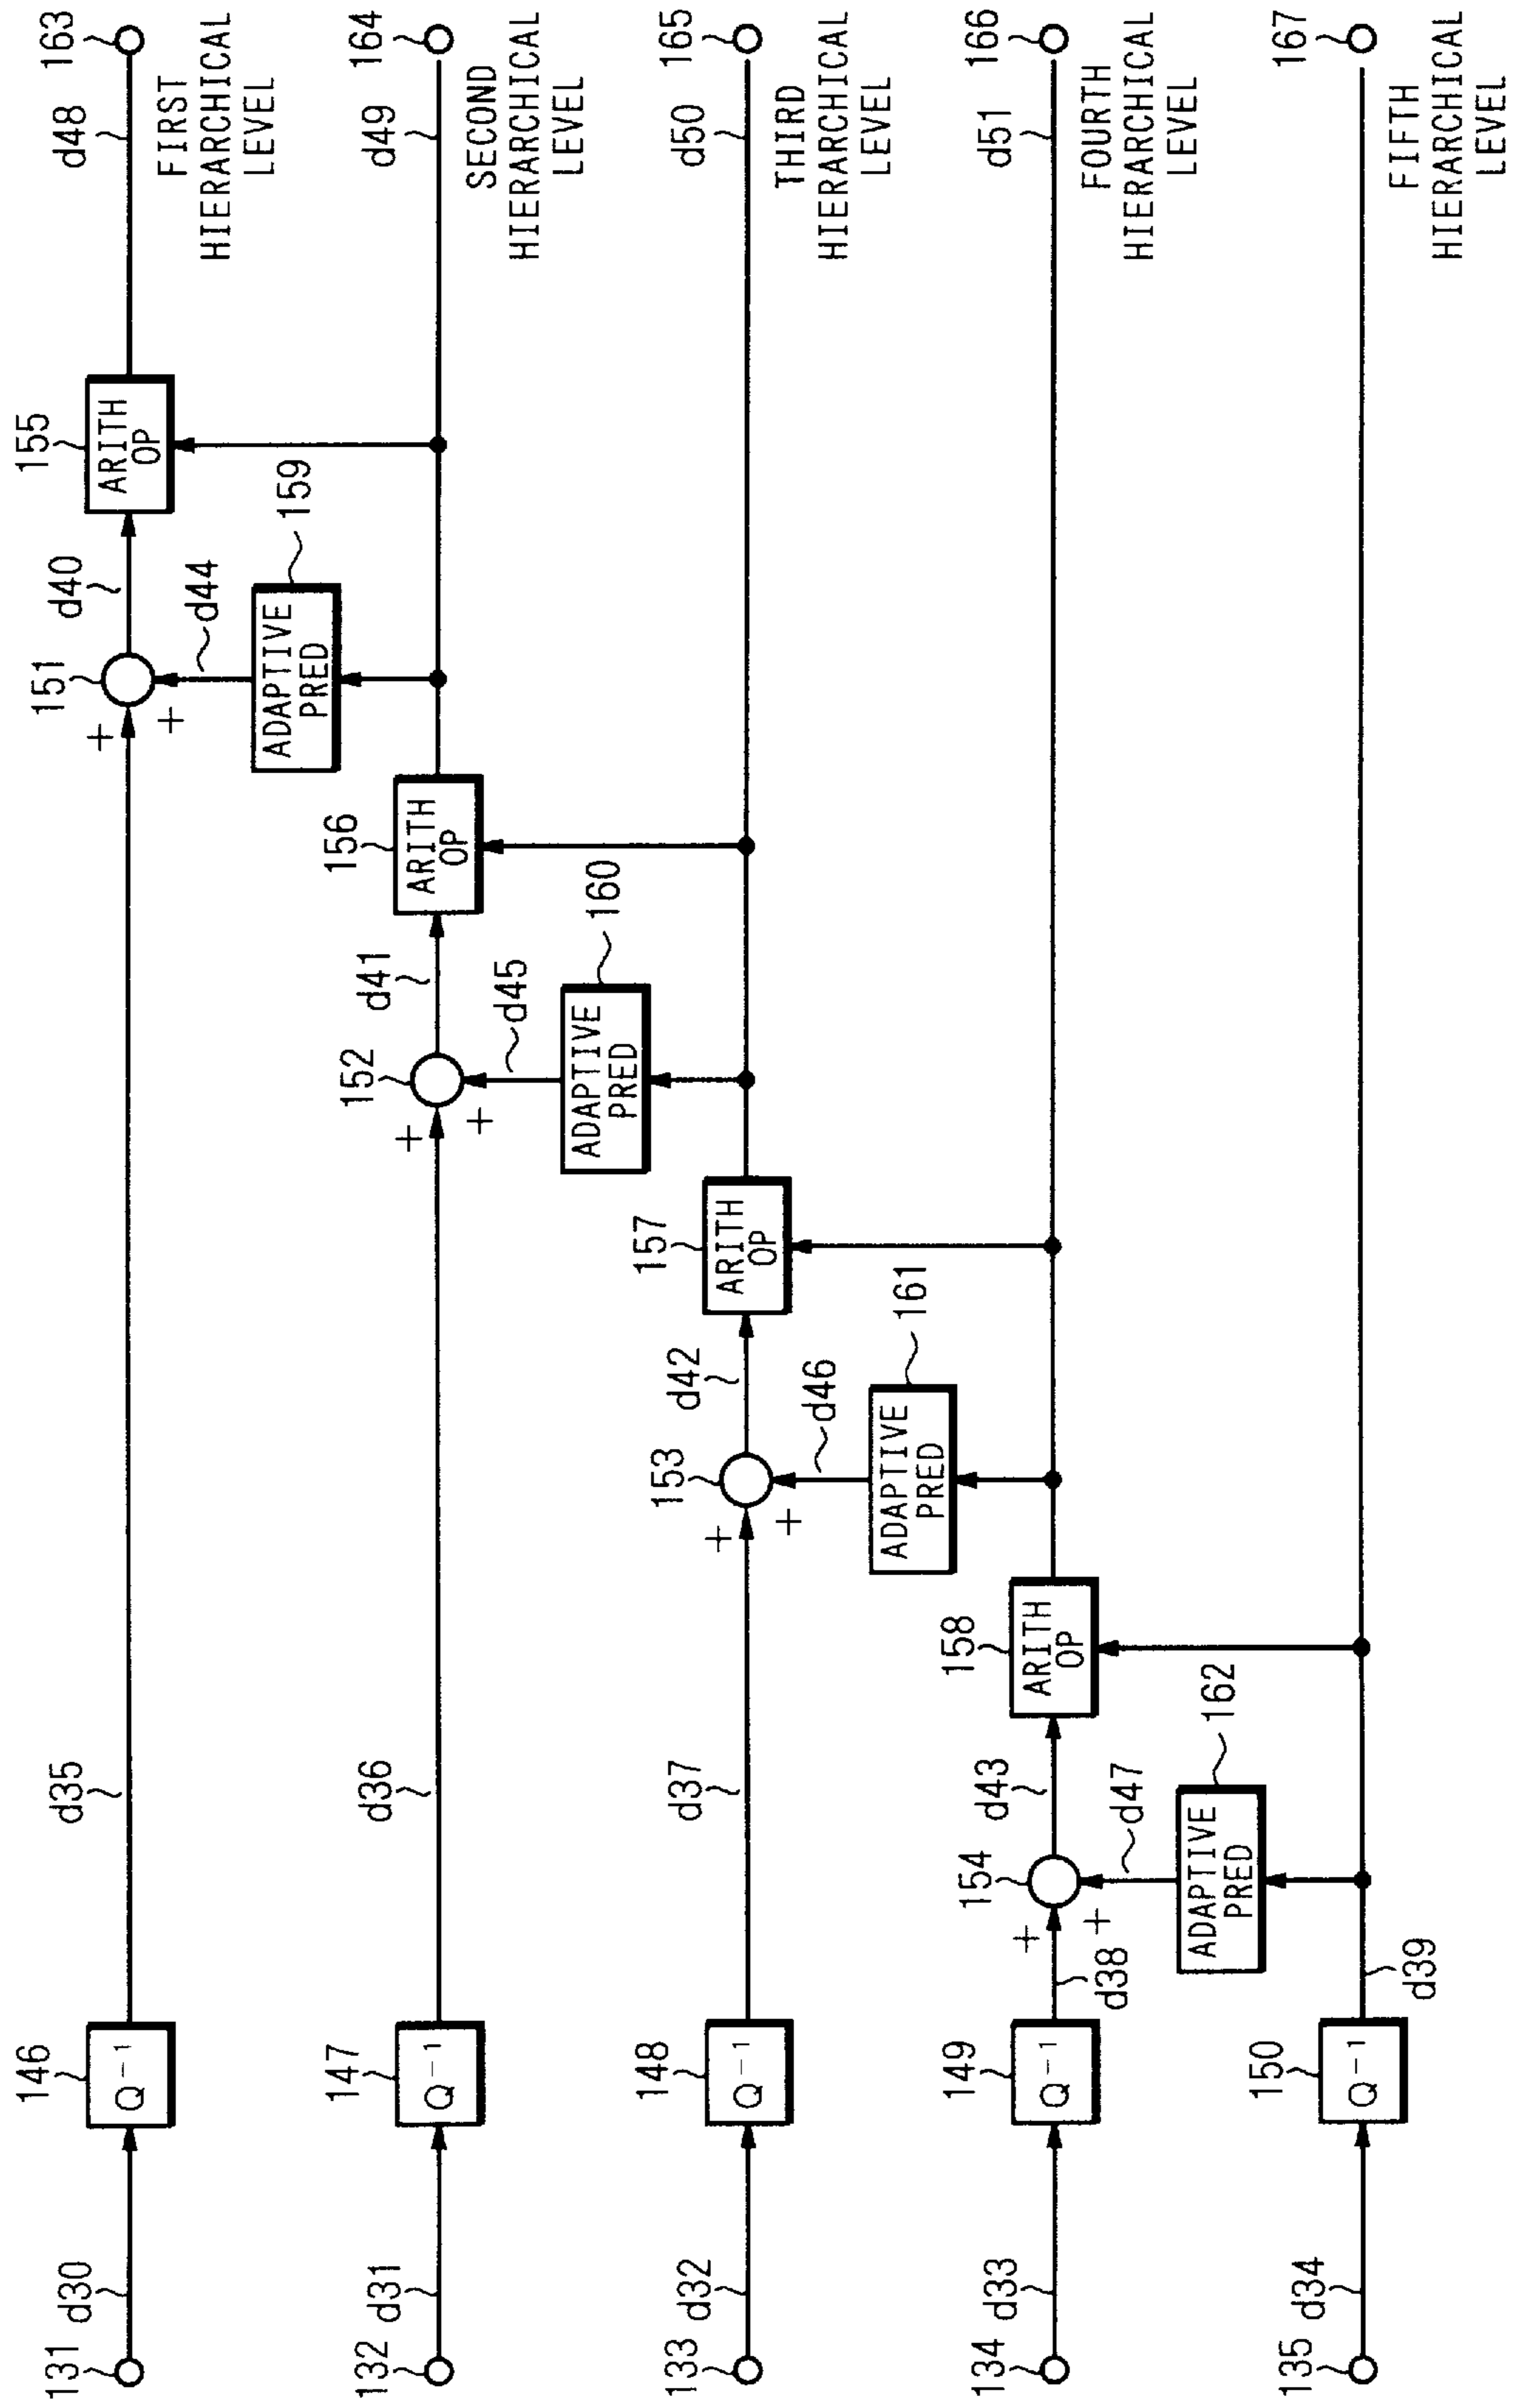 131
d30
146
Q⁻¹
d35
151
+
+
d40
d44
159
ADAPTIVE
PRED
155
ARITH
OP
d48
163
FIRST
HIERARCHICAL
LEVEL
132
d31
147
Q⁻¹
d36
152
+
+
d41
d45
160
ADAPTIVE
PRED
156
ARITH
OP
d49
164
SECOND
HIERARCHICAL
LEVEL
133
d32
148
Q⁻¹
d37
153
+
+
d42
d46
161
ADAPTIVE
PRED
157
ARITH
OP
d50
165
THIRD
HIERARCHICAL
LEVEL
134
d33
149
Q⁻¹
d38
154
+
+
d43
d47
162
ADAPTIVE
PRED
158
ARITH
OP
d51
166
FOURTH
HIERARCHICAL
LEVEL
135
d34
150
Q⁻¹
d39
167
FIFTH
HIERARCHICAL
LEVEL